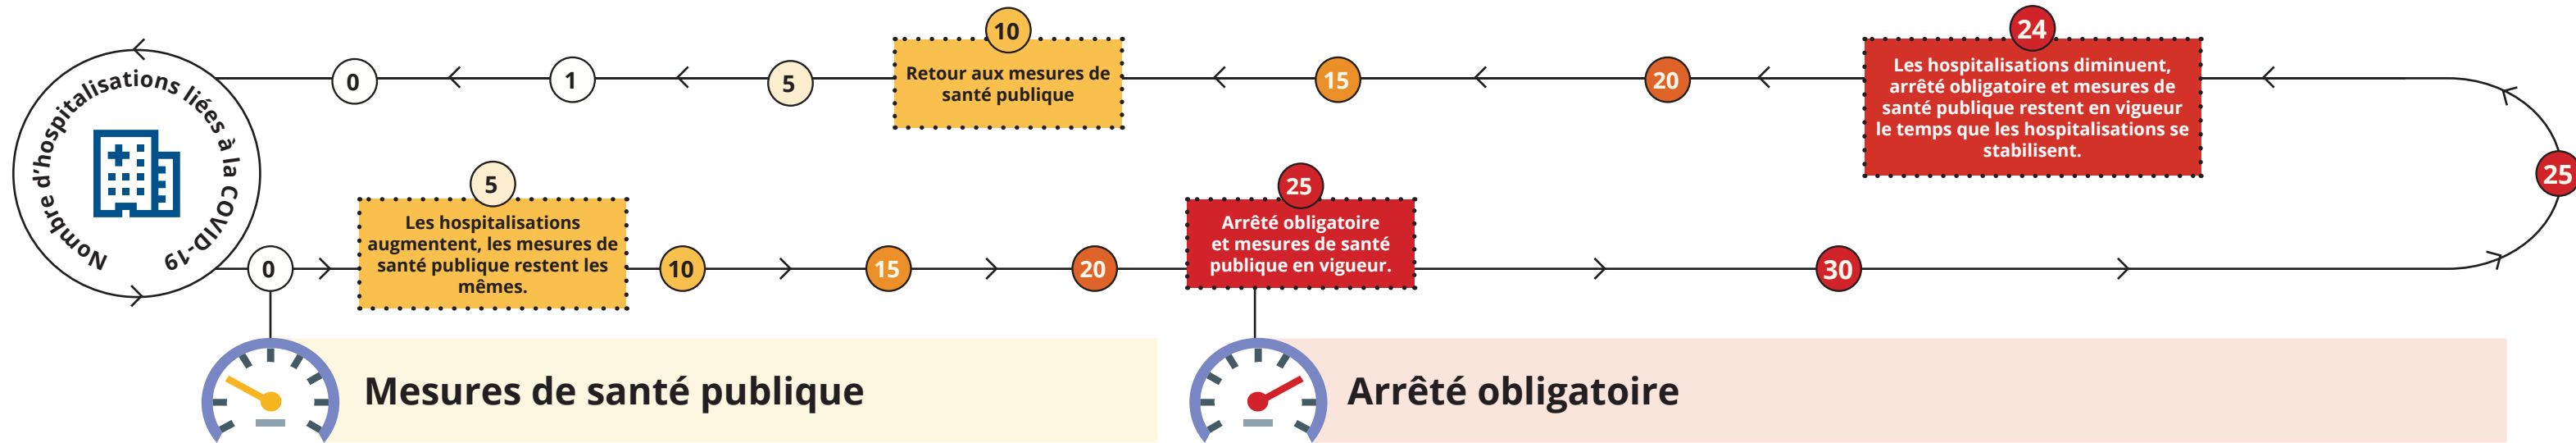 Nombre d'hospitalisations liées à la COVID-19
0
1
5
10
Retour aux mesures de
santé publique
15
20
24
Les hospitalisations diminuent,
arrêté obligatoire et mesures de
santé publique restent en vigueur
le temps que les hospitalisations se
stabilisent.
25
0
5
Les hospitalisations
augmentent, les mesures de
santé publique restent les
mêmes.
10
15
20
25
Arrêté obligatoire
et mesures de santé
publique en vigueur.
30
Mesures de santé publique
Arrêté obligatoire